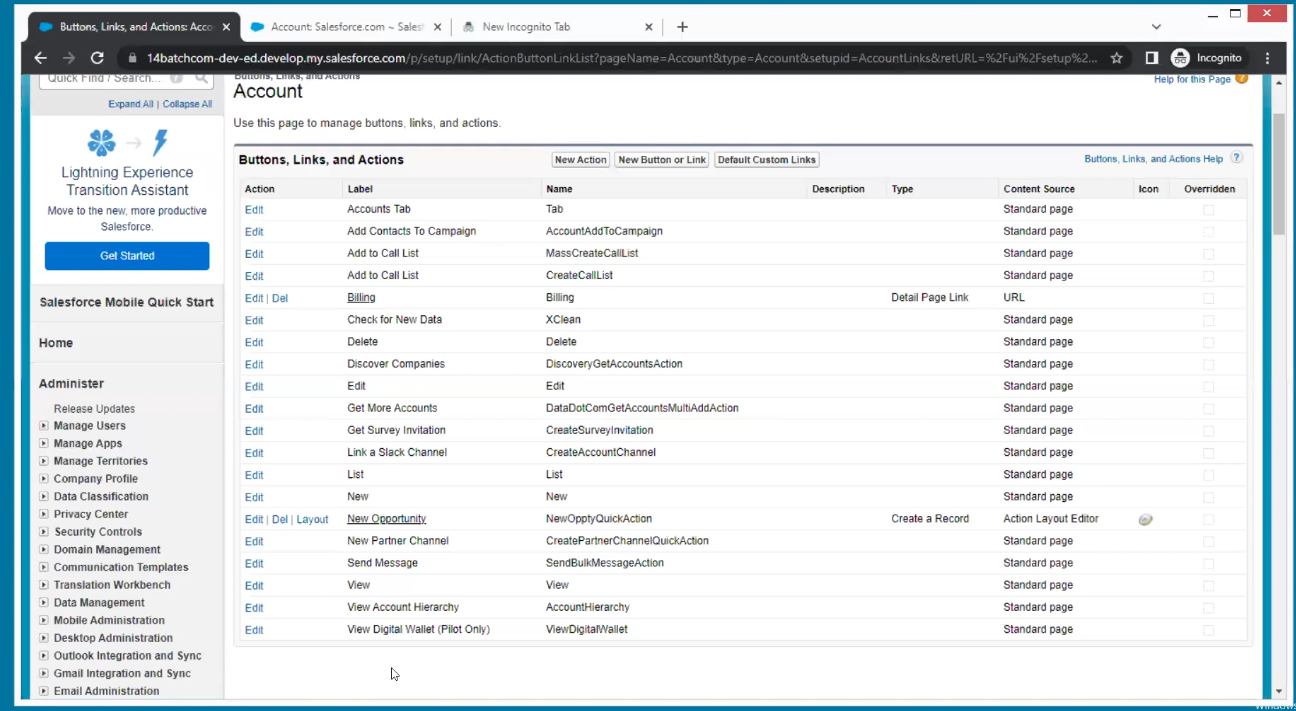 Buttons, Links, and Actions: Acco
Account: Salesforce.com ~ Sales
New Incognito Tab
14batchcom-dev-ed.develop.my.salesforce.com/p/setup/link/ActionButtonLinkList?pageName=Account&type=Account&setupid=AccountLinks&retURL=%2Fui%2Fsetup%2...
Incognito
Quick Find / Search...
Expand All | Collapse All
Lightning Experience
Transition Assistant
Move to the new, more productive
Salesforce.
Get Started
Salesforce Mobile Quick Start
Home
Administer
Release Updates
Manage Users
Manage Apps
Manage Territories
Company Profile
Data Classification
Privacy Center
Security Controls
Domain Management
Communication Templates
Translation Workbench
Data Management
Mobile Administration
Desktop Administration
Outlook Integration and Sync
Gmail Integration and Sync
Email Administration
Buttons, Links, and Actions
Account
Help for this Page ?
Use this page to manage buttons, links, and actions.
Buttons, Links, and Actions New Action New Button or Link Default Custom Links Buttons, Links, and Actions Help ?
Action Label Name Description Type Content Source Icon Overridden
Edit Accounts Tab Tab Standard page
Edit Add Contacts To Campaign AccountAddToCampaign Standard page
Edit Add to Call List MassCreateCallList Standard page
Edit Add to Call List CreateCallList Standard page
Edit | Del Billing Billing Detail Page Link URL
Edit Check for New Data XClean Standard page
Edit Delete Delete Standard page
Edit Discover Companies DiscoveryGetAccountsAction Standard page
Edit Edit Edit Standard page
Edit Get More Accounts DataDotComGetAccountsMultiAddAction Standard page
Edit Get Survey Invitation CreateSurveyInvitation Standard page
Edit Link a Slack Channel CreateAccountChannel Standard page
Edit List List Standard page
Edit New New Standard page
Edit | Del | Layout New Opportunity NewOpptyQuickAction Create a Record Action Layout Editor
Edit New Partner Channel CreatePartnerChannelQuickAction Standard page
Edit Send Message SendBulkMessageAction Standard page
Edit View View Standard page
Edit View Account Hierarchy AccountHierarchy Standard page
Edit View Digital Wallet (Pilot Only) ViewDigitalWallet Standard page